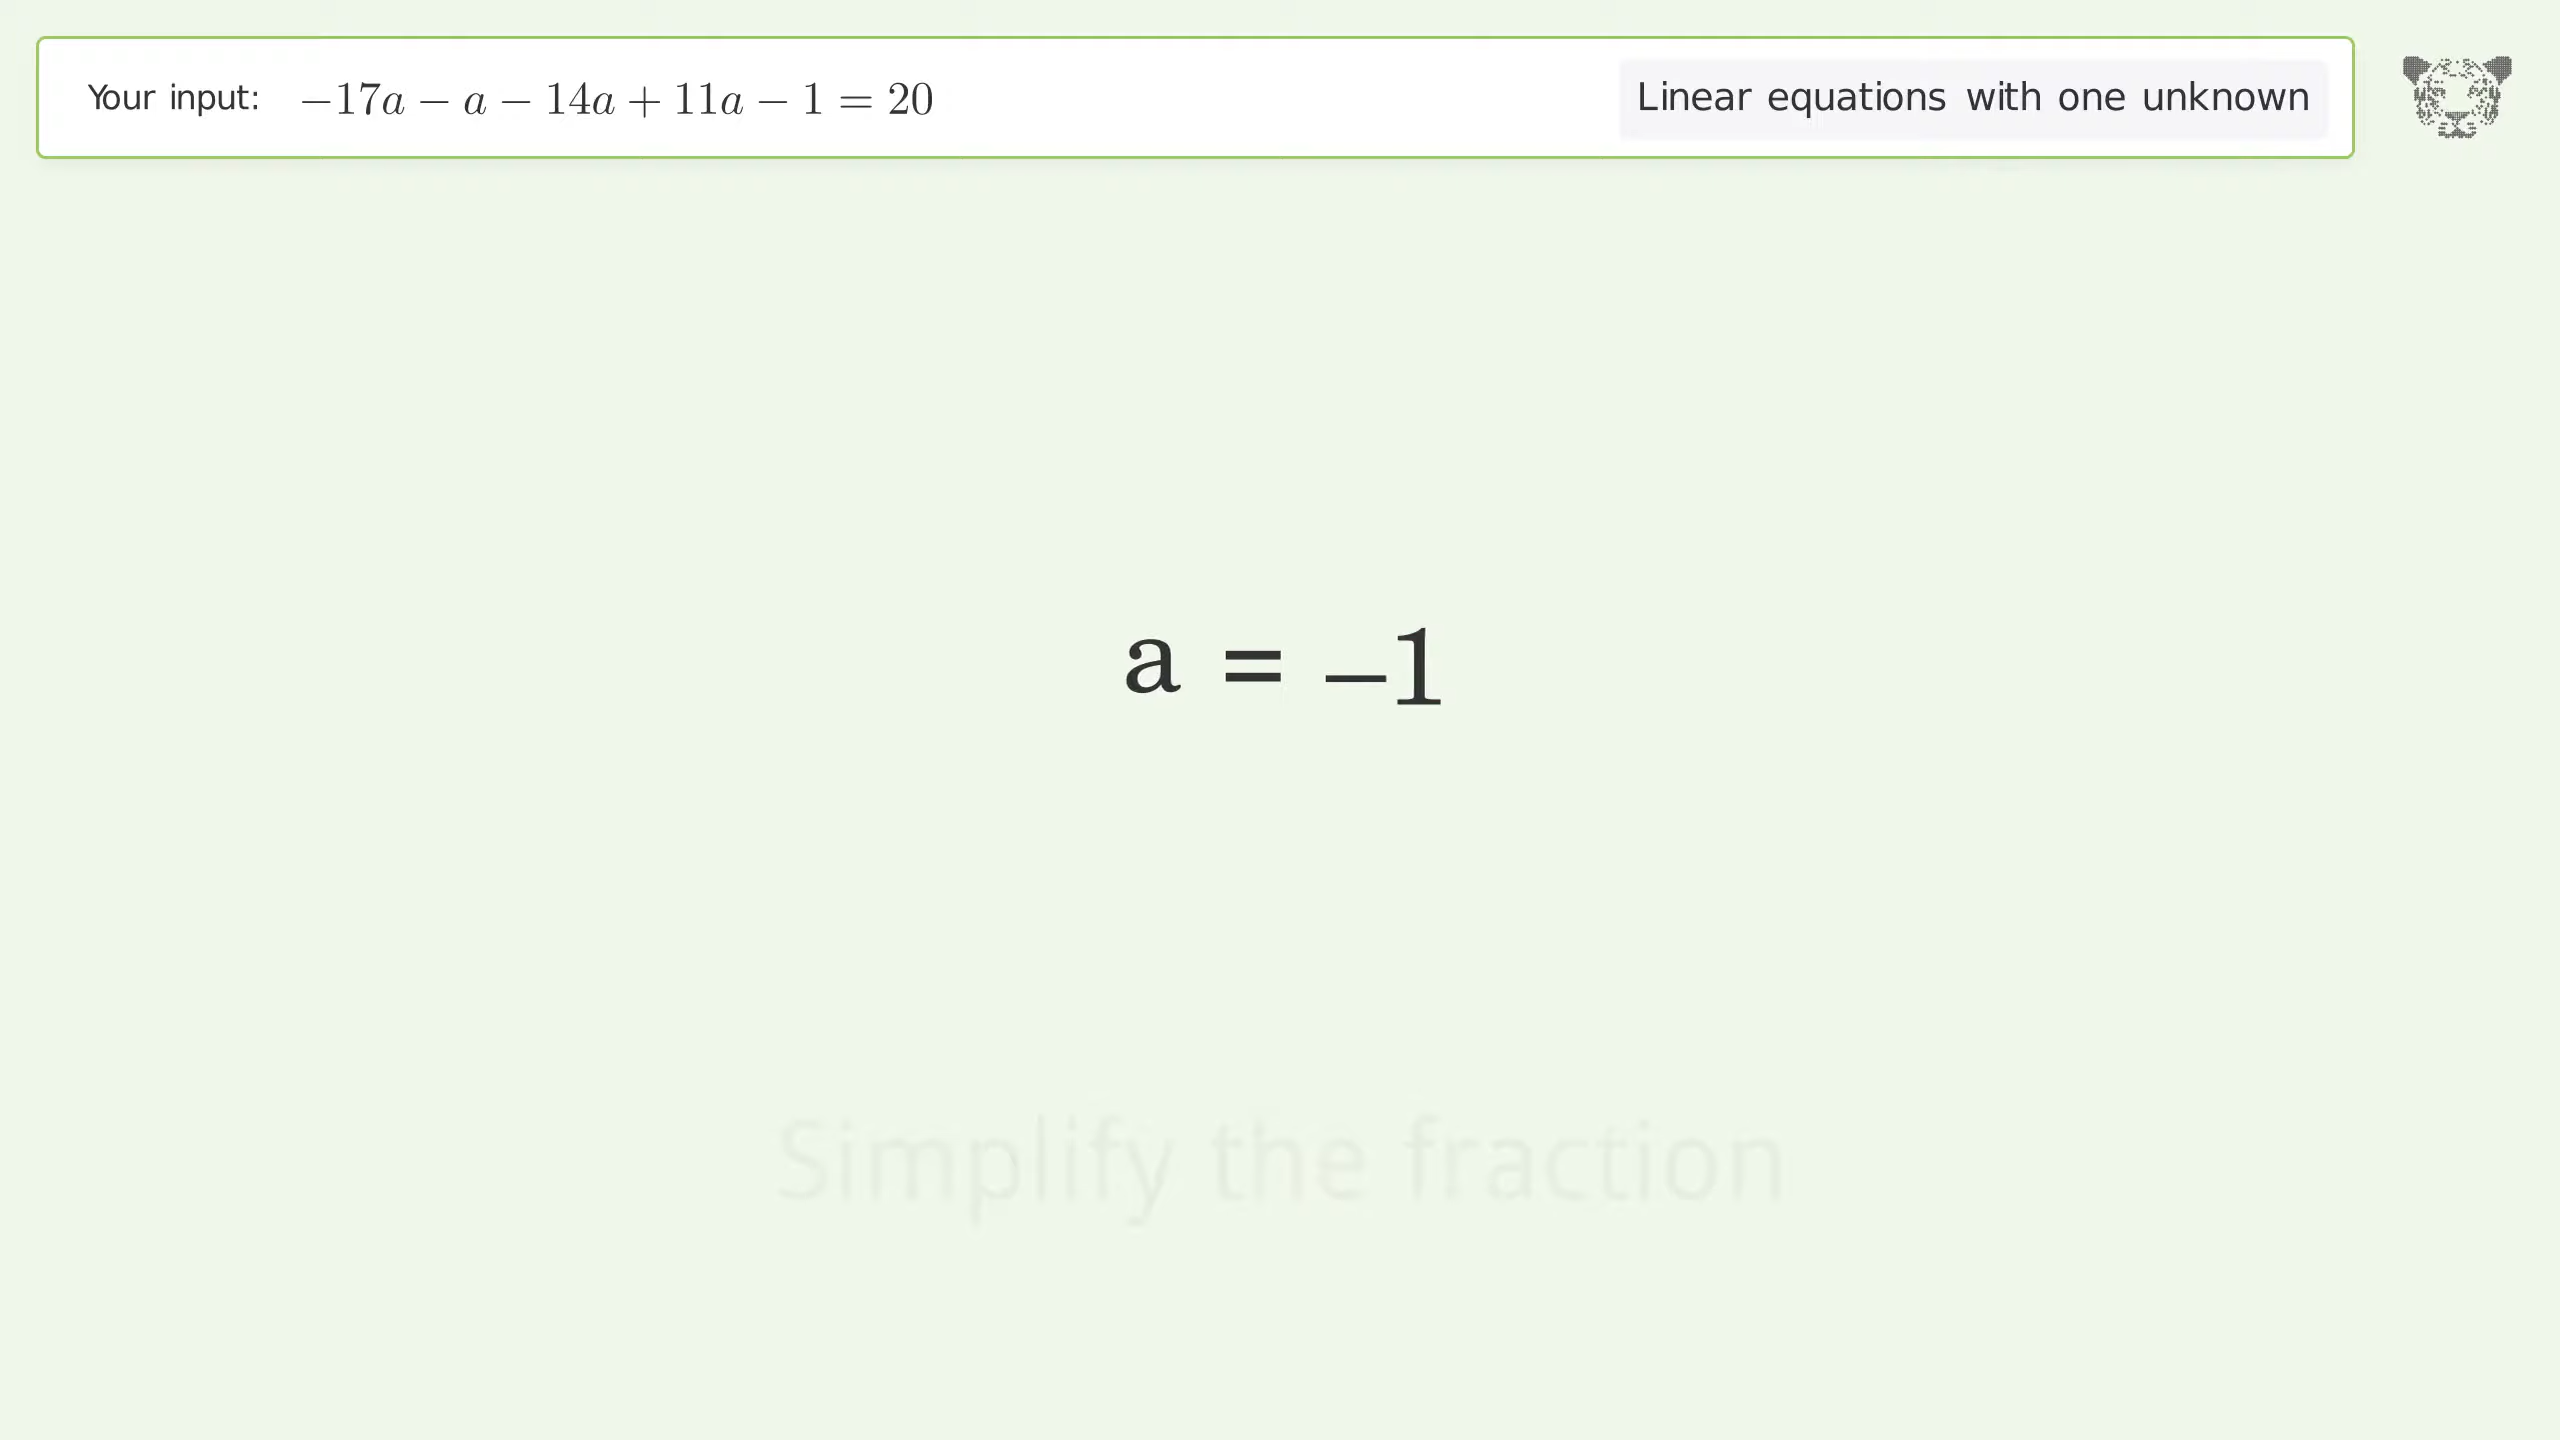 Your input: −17a − a − 14a + 11a − 1 = 20
Linear equations with one unknown
a = −1
Simplify the fraction